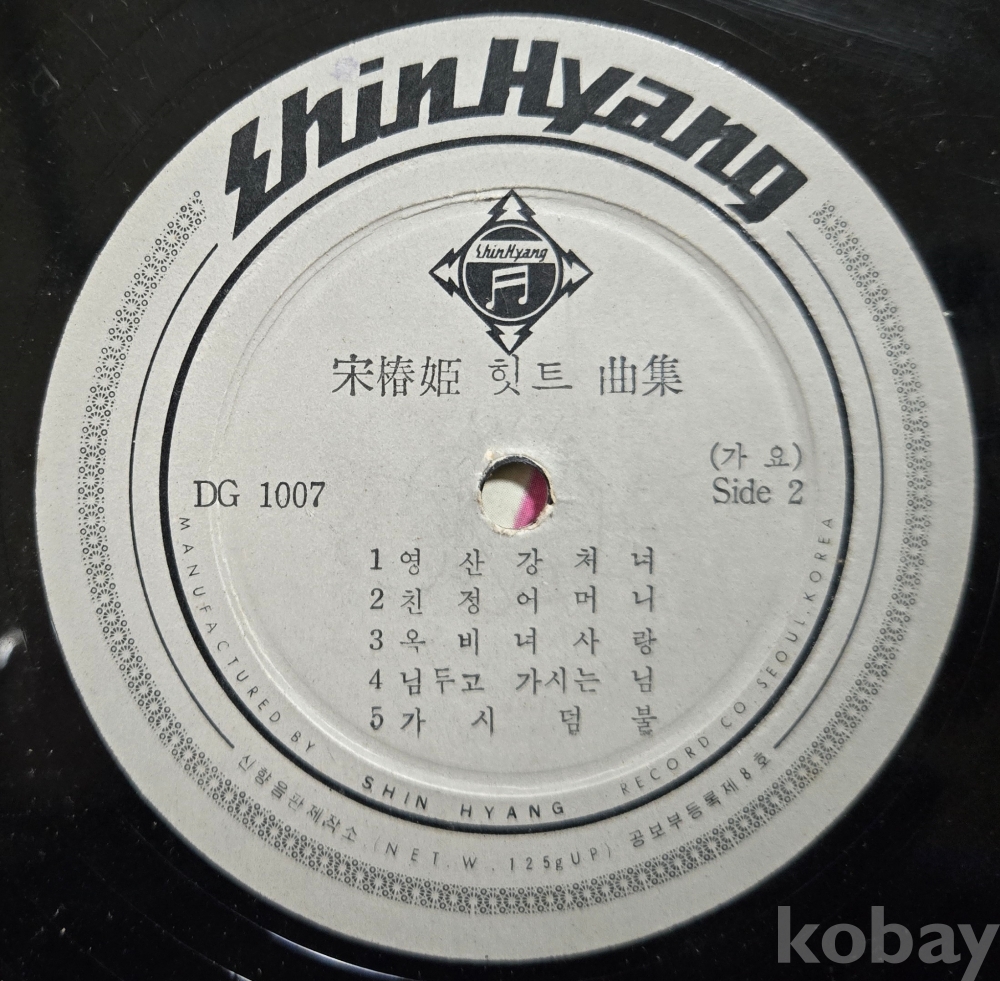 ShinHyang
ShinHyang
宋椿姬 힛트 曲集
(가요)
DG 1007
Side 2
1 영산강처녀
2 친정어머니
3 옥비녀사랑
4 님두고 가시는 님
5 가시덤불
MANUFACTURED BY SHIN HYANG RECORD CO. SEOUL. KOREA
신향음판제작소 (NET. W. 125g UP) 공보부등록제8호
kobay